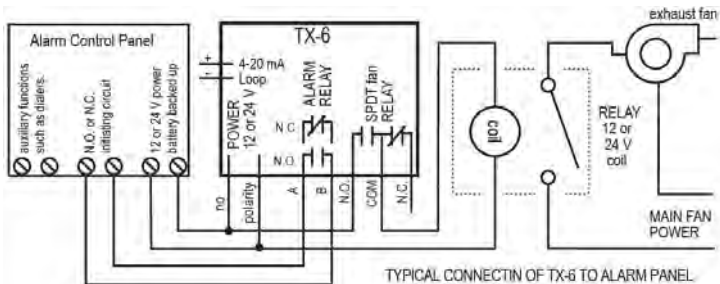 Alarm Control Panel
auxiliary functions
such as dialers.
N.O. or N.C.
initiating circuit
12 or 24 V power
battery backed up
TX-6
+
-
4-20 mA
Loop
POWER
12 or 24 V
ALARM
RELAY
N.C
N.O.
SPDT fan
RELAY
no
polarity
A
B
N.O.
COM
N.C.
coil
exhaust fan
RELAY
12 or
24 V
coil
MAIN FAN
POWER
TYPICAL CONNECTIN OF TX-6 TO ALARM PANEL